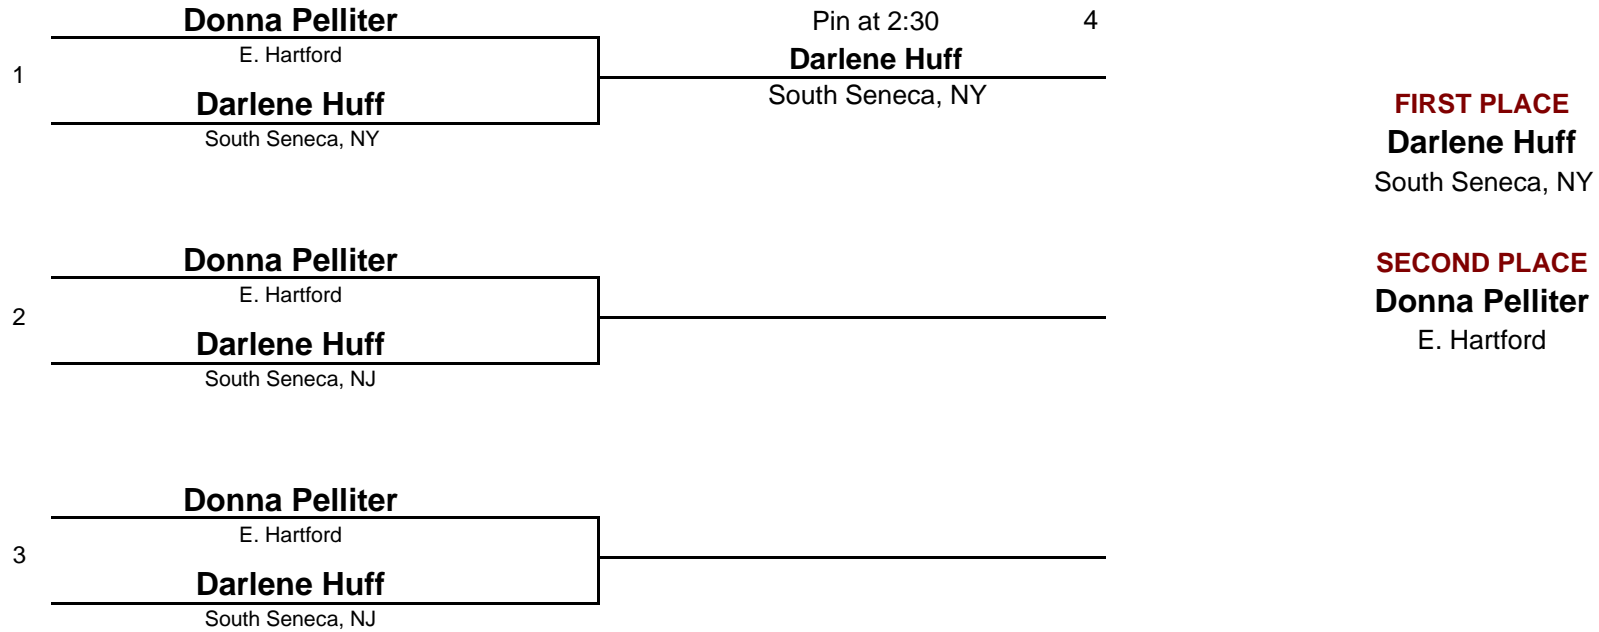 Donna Pelliter
E. Hartford
1
Darlene Huff
South Seneca, NY
Pin at 2:30 4
Darlene Huff
South Seneca, NY
FIRST PLACE
Darlene Huff
South Seneca, NY
SECOND PLACE
Donna Pelliter
E. Hartford
Donna Pelliter
E. Hartford
2
Darlene Huff
South Seneca, NJ
Donna Pelliter
E. Hartford
3
Darlene Huff
South Seneca, NJ